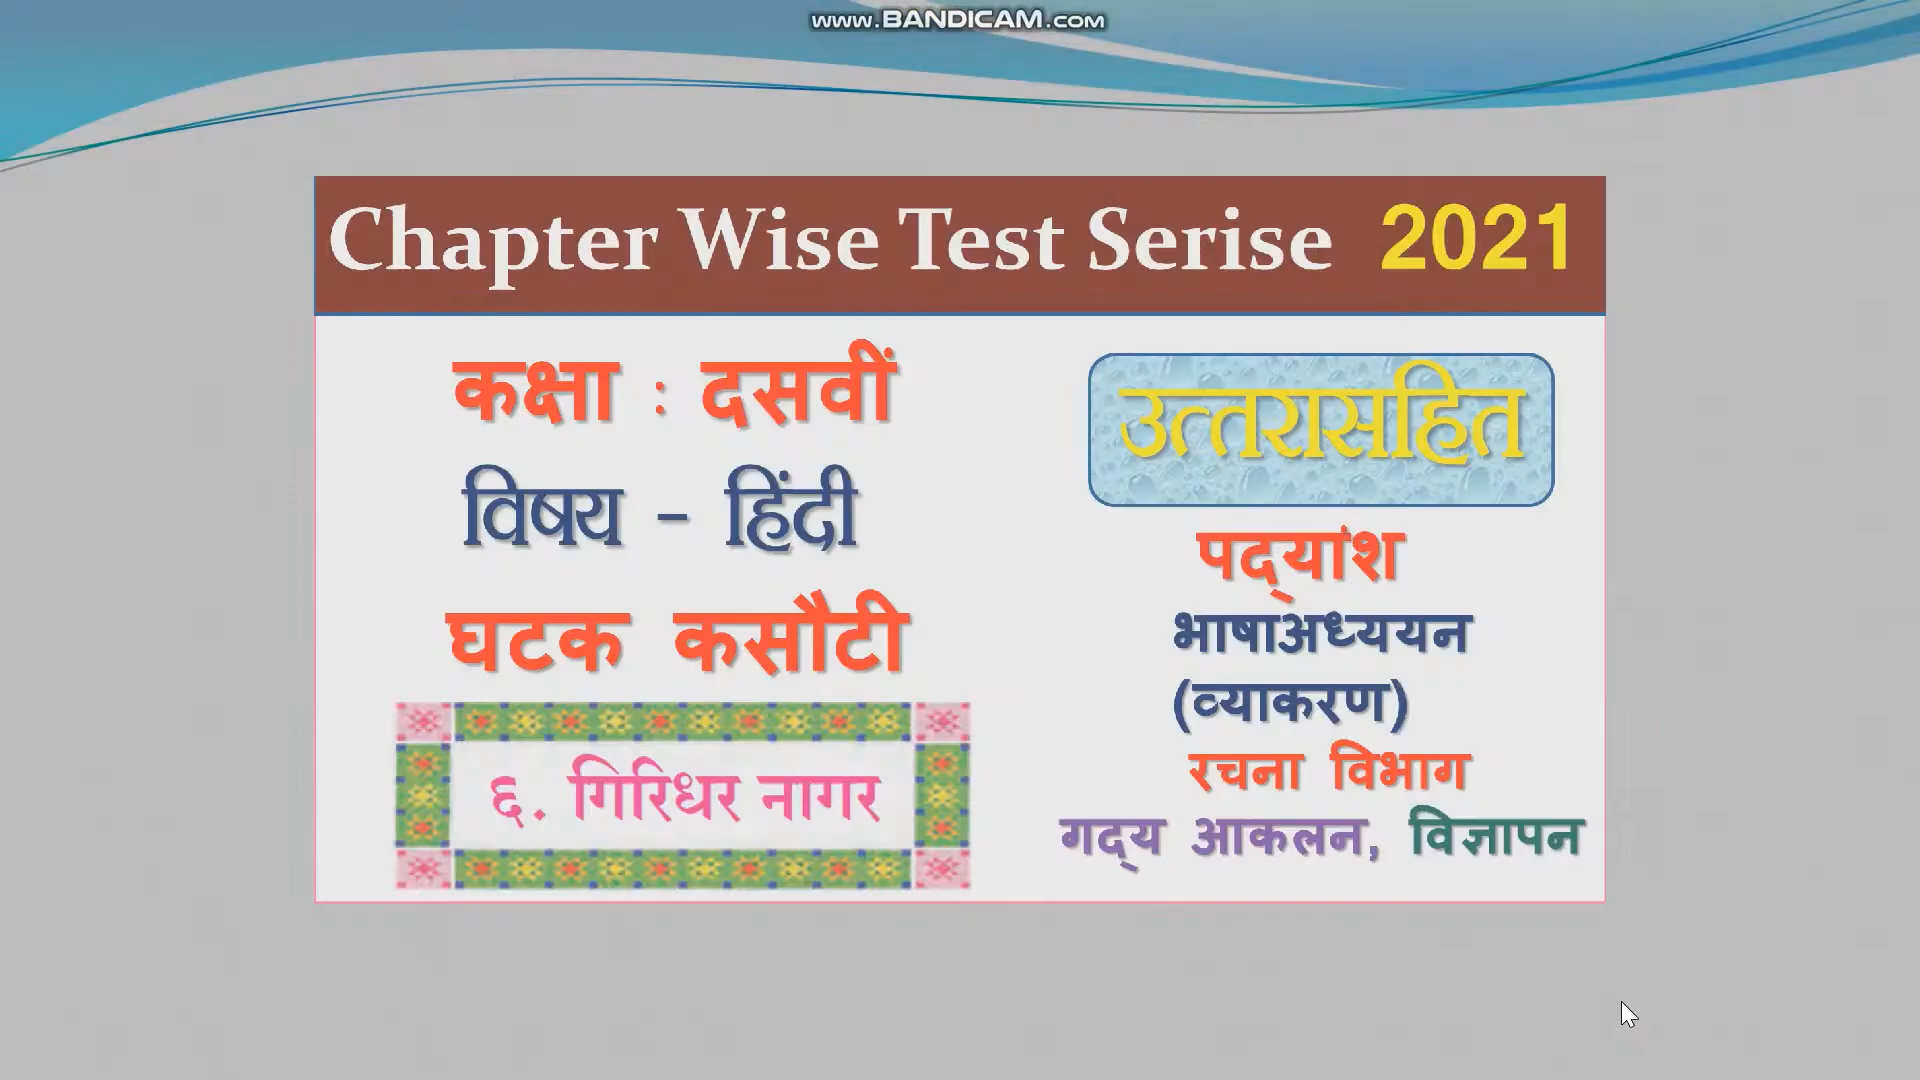 www.BANDICAM.com
Chapter Wise Test Serise 2021
कक्षा : दसवीं
विषय - हिंदी
घटक कसौटी
६. गिरिधर नागर
उत्तरासहित
पद्‌यांश
भाषाअध्ययन
(व्याकरण)
रचना विभाग
गद्‌य आकलन, विज्ञापन